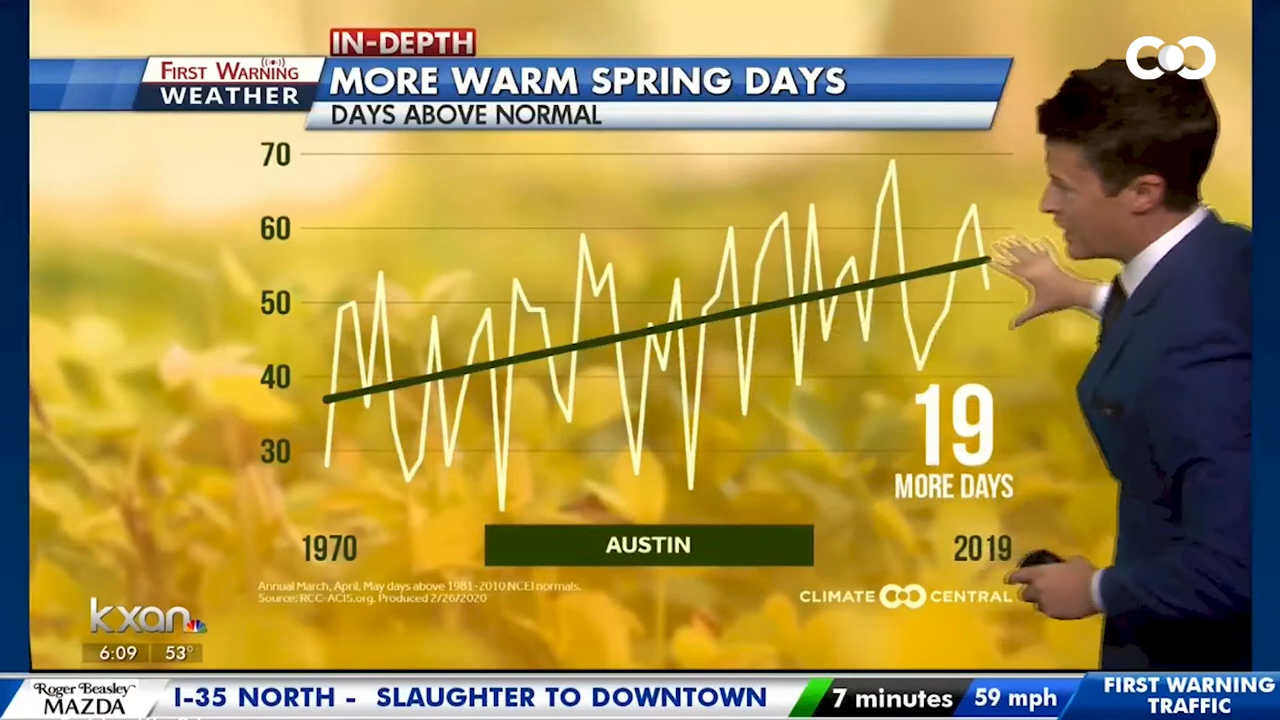 IN-DEPTH
FIRST WARNING
WEATHER
MORE WARM SPRING DAYS
DAYS ABOVE NORMAL
70
60
50
40
30
19
MORE DAYS
1970
AUSTIN
2019
Annual March, April, May days above 1981-2010 NCEI normals.
Source: RCC-ACIS.org. Produced 2/26/2020
CLIMATE CENTRAL
kxan
6:09 53°
Roger Beasley
MAZDA
I-35 NORTH - SLAUGHTER TO DOWNTOWN
7 minutes
59 mph
FIRST WARNING
TRAFFIC